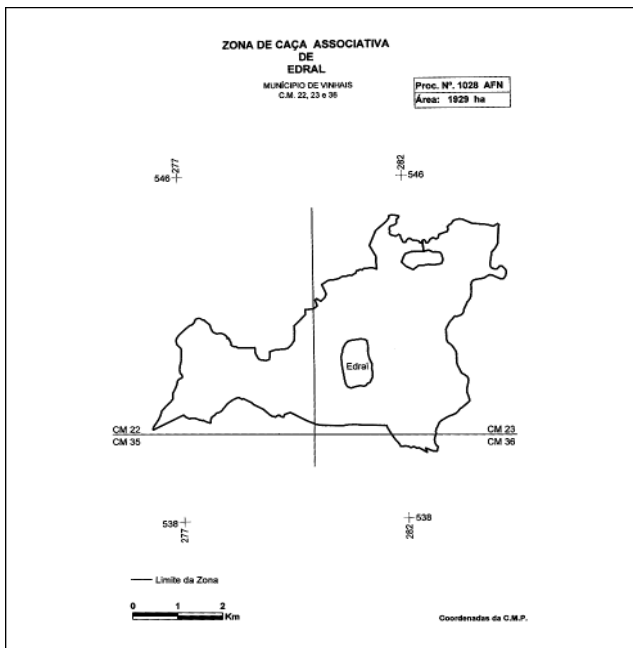 ZONA DE CAÇA ASSOCIATIVA
DE
EDRAL
MUNÍCIPIO DE VINHAIS
C.M. 22, 23 e 36
Proc. Nº. 1028 AFN
Área: 1929 ha
277
546
282
546
Edral
CM 22
CM 35
CM 23
CM 36
538
277
538
282
Limite da Zona
0 1 2
Km
Coordenadas da C.M.P.